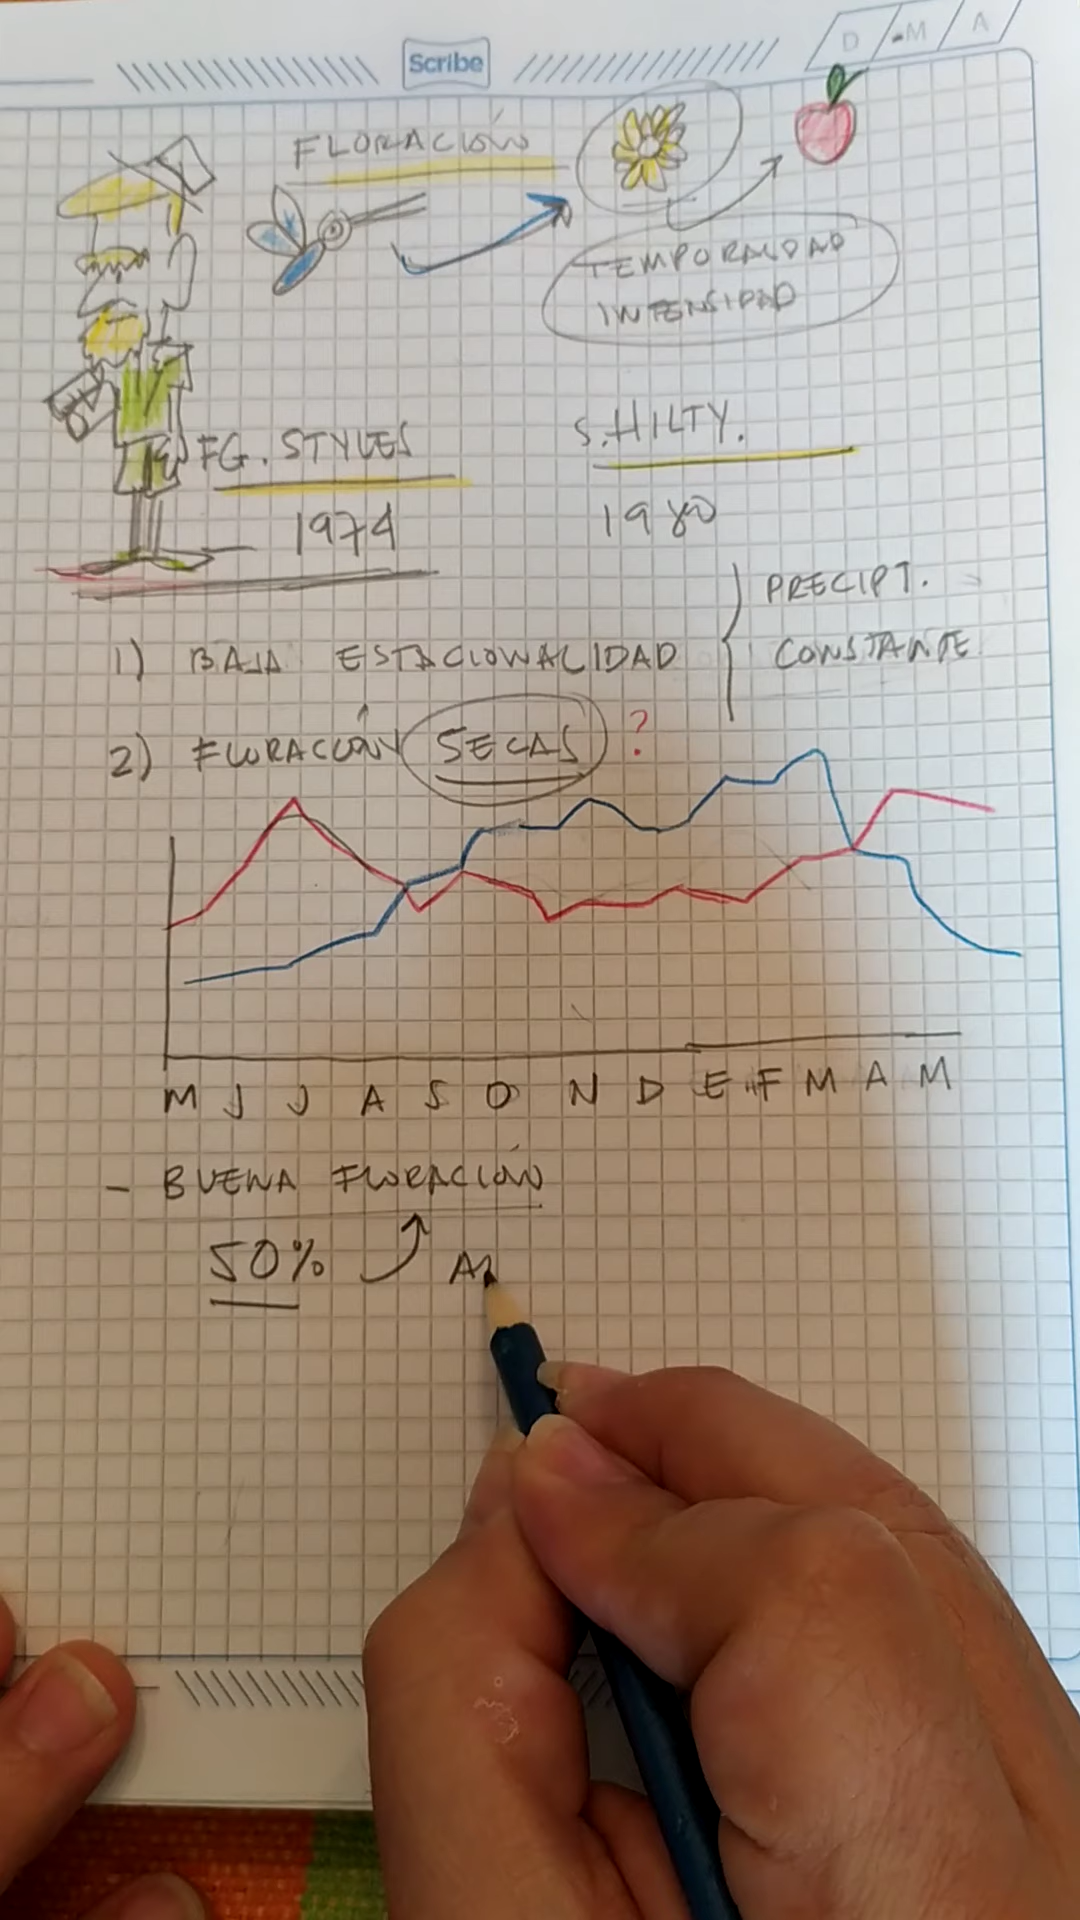 Scribe
D M A
FLORACIÓN
TEMPORALIDAD
INTENSIDAD
FG. STYLES
S. HILTY.
1974
1980
PRECIPT.
1) BAJA ESTACIONALIDAD
CONSTANTE
2) FLORACIÓN SECAS ?
M J J A S O N D E F M A M
- BUENA FLORACIÓN
50%